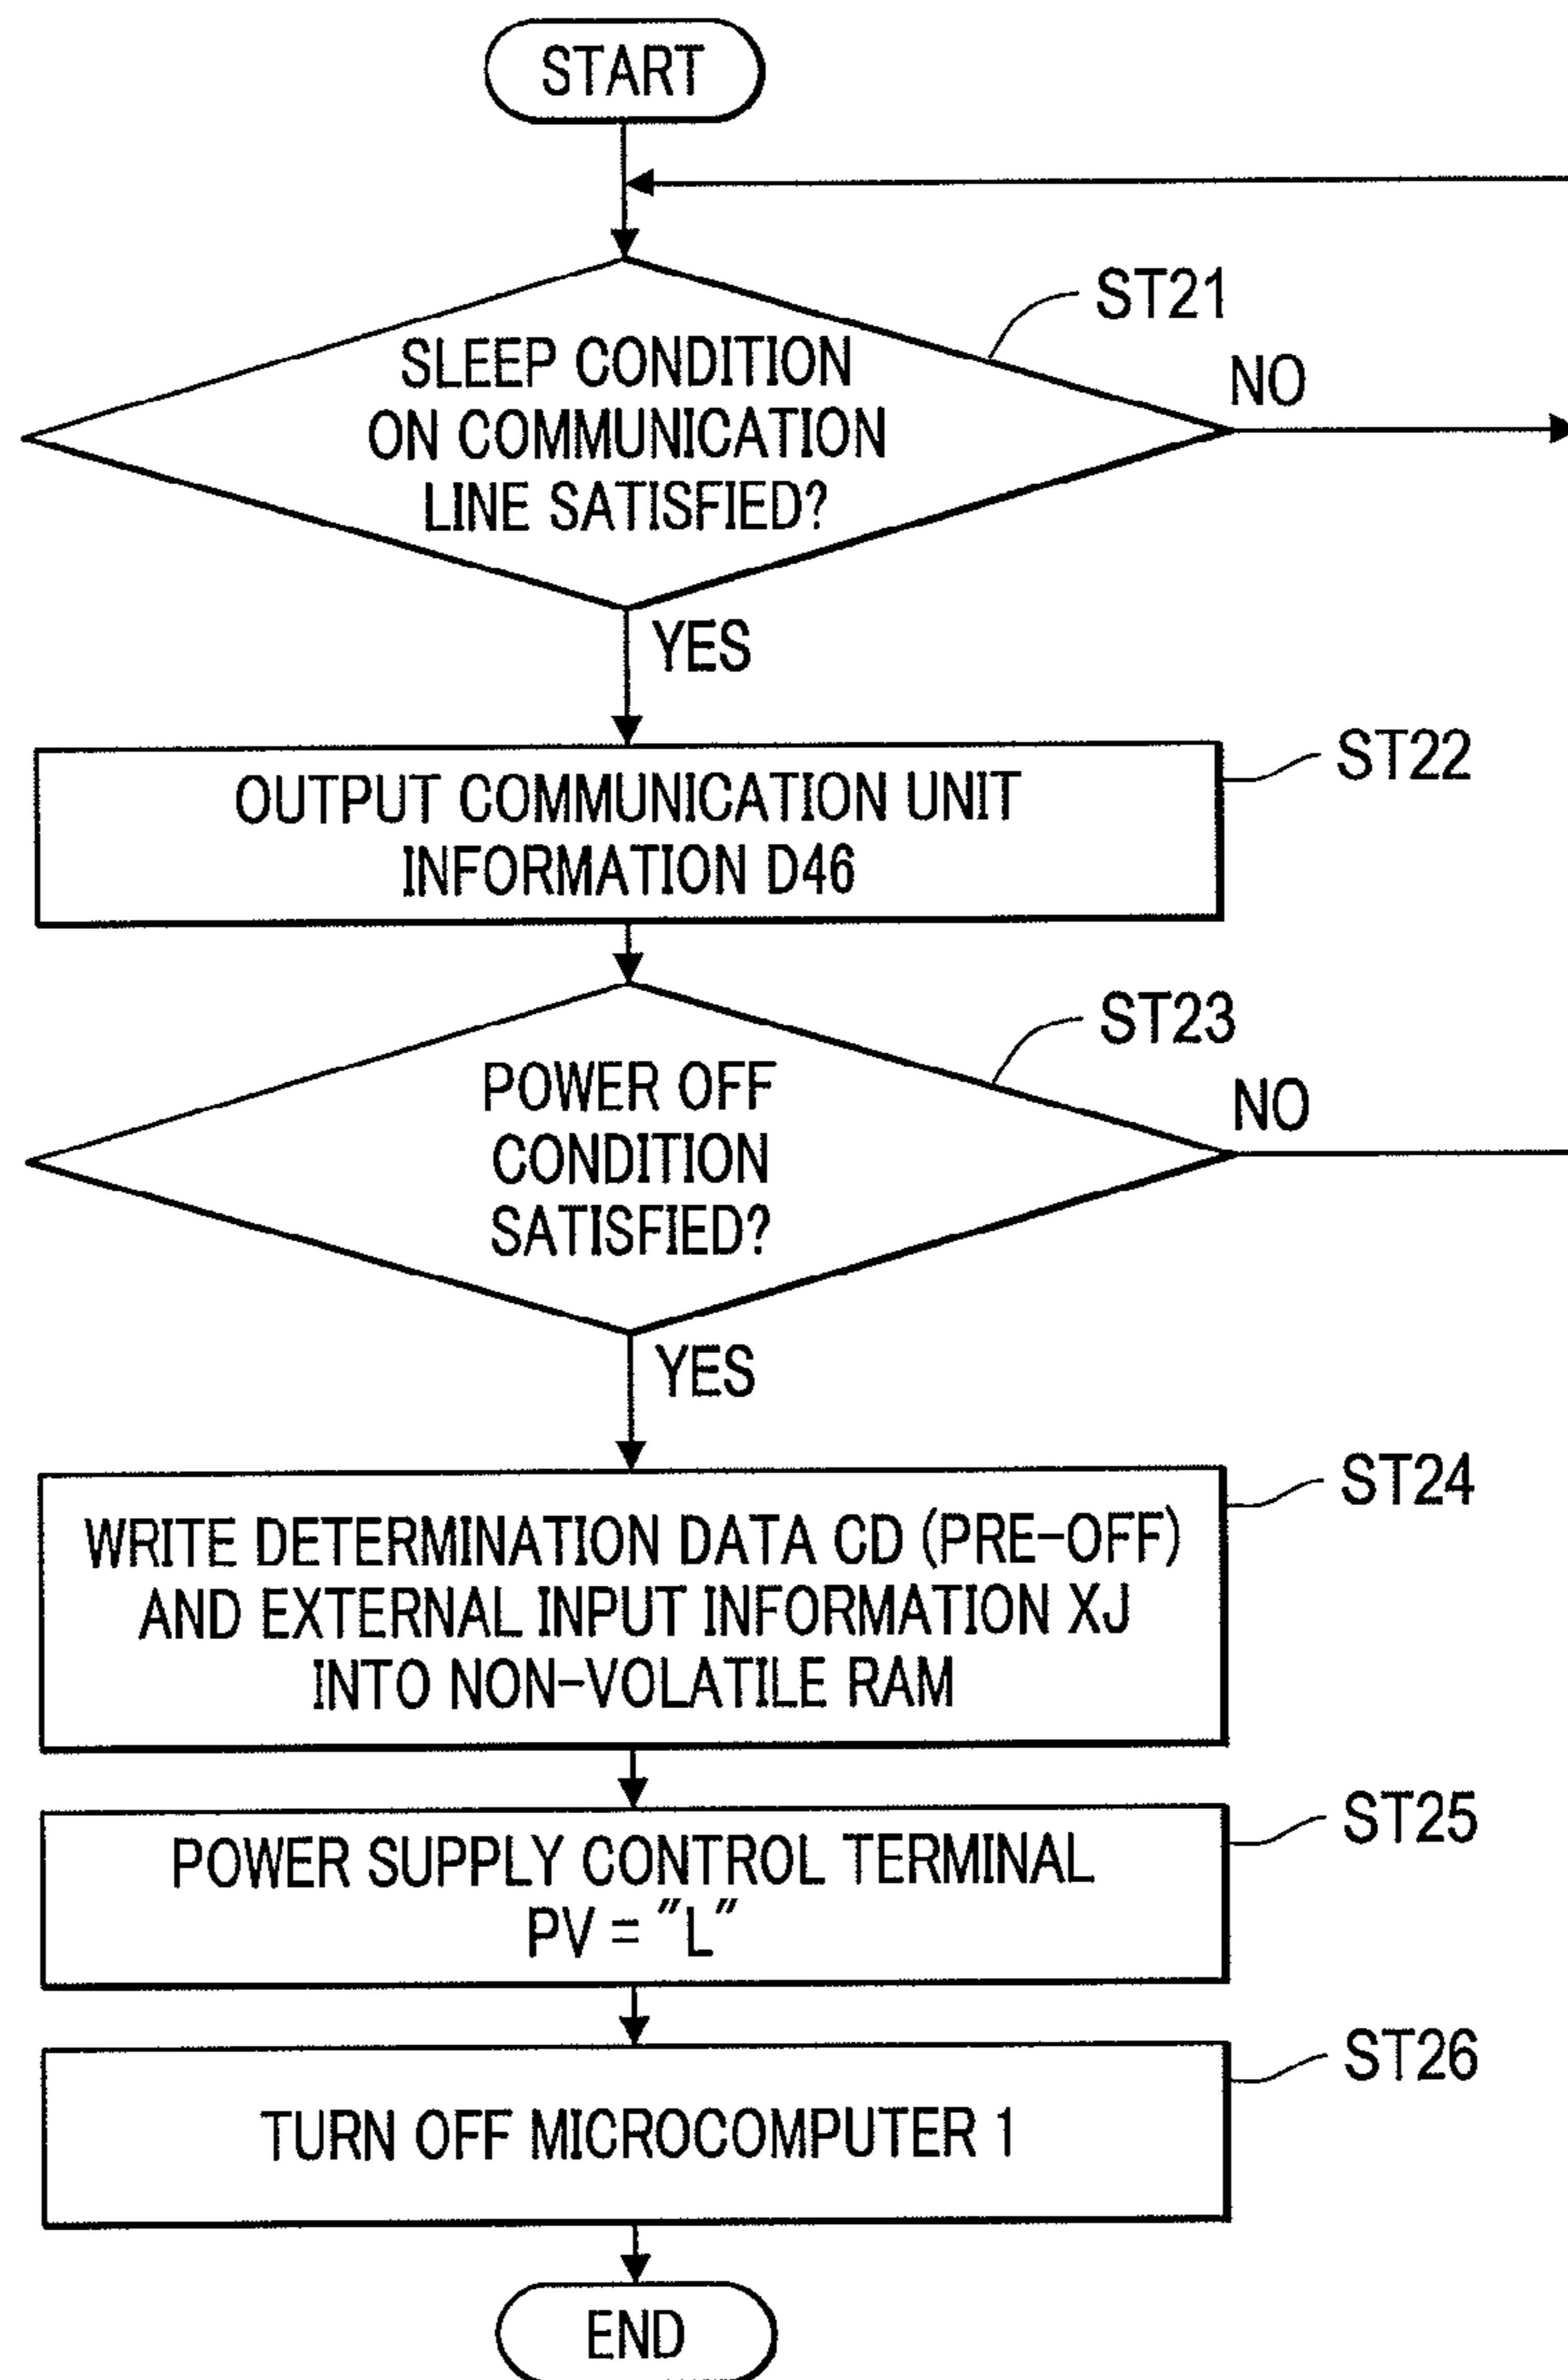 START
ST21
SLEEP CONDITION
ON COMMUNICATION
LINE SATISFIED?
NO
YES
ST22
OUTPUT COMMUNICATION UNIT
INFORMATION D46
ST23
POWER OFF
CONDITION
SATISFIED?
NO
YES
ST24
WRITE DETERMINATION DATA CD (PRE-OFF)
AND EXTERNAL INPUT INFORMATION XJ
INTO NON-VOLATILE RAM
ST25
POWER SUPPLY CONTROL TERMINAL
PV = "L"
ST26
TURN OFF MICROCOMPUTER 1
END